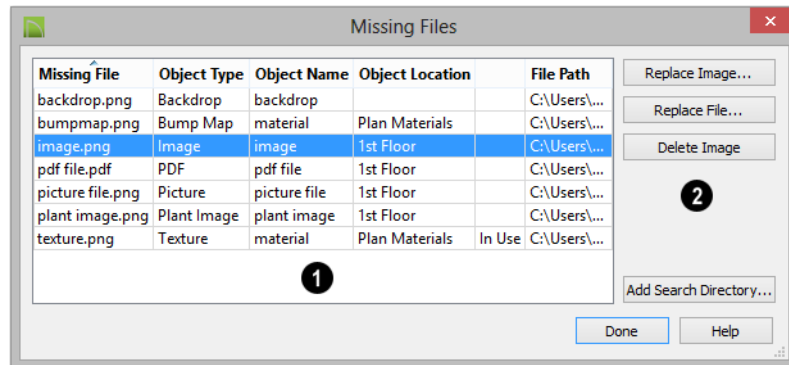 Missing Files
Missing File Object Type Object Name Object Location File Path
backdrop.png Backdrop backdrop C:\Users\...
bumpmap.png Bump Map material Plan Materials C:\Users\...
image.png Image image 1st Floor C:\Users\...
pdf file.pdf PDF pdf file 1st Floor C:\Users\...
picture file.png Picture picture file 1st Floor C:\Users\...
plant image.png Plant Image plant image 1st Floor C:\Users\...
texture.png Texture material Plan Materials In Use C:\Users\...
1
Replace Image...
Replace File...
Delete Image
2
Add Search Directory...
Done Help